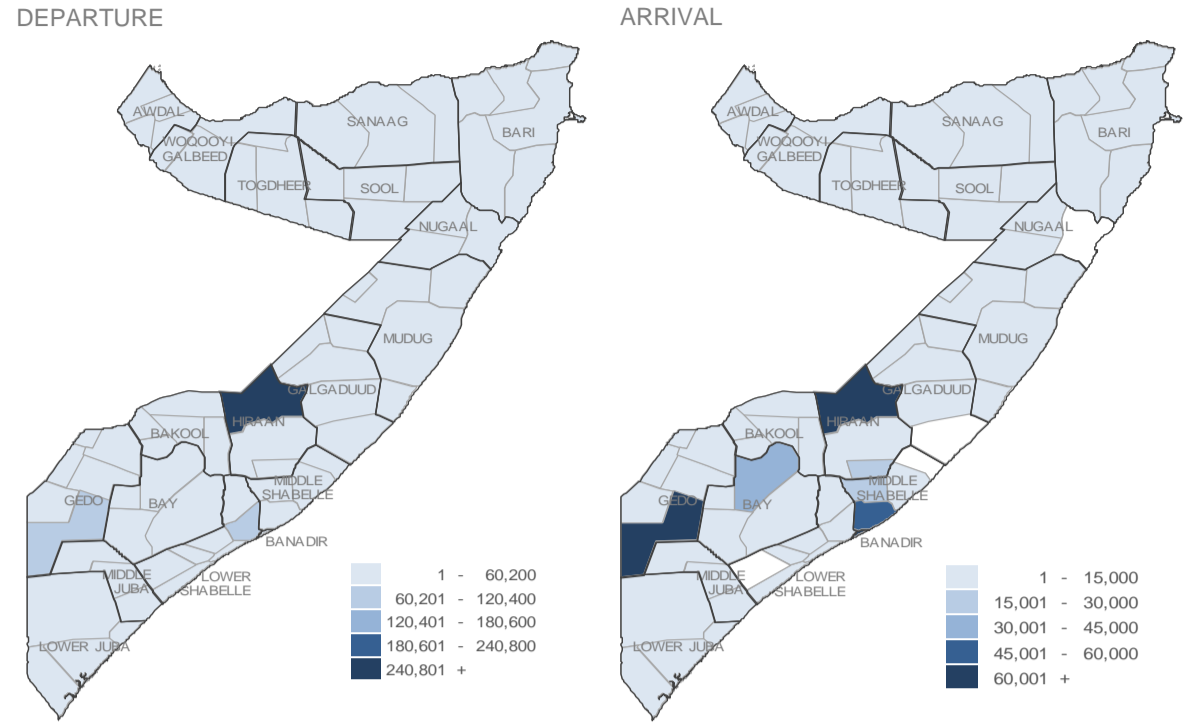 DEPARTURE
AWDAL
WOQOOYI
GALBEED
TOGDHEER
SANAAG
SOOL
BARI
NUGAAL
MUDUG
GALGADUUD
HIRAAN
BAKOOL
GEDO
BAY
MIDDLE
SHABELLE
BANADIR
MIDDLE
JUBA
LOWER
SHABELLE
LOWER JUBA
1 - 60,200
60,201 - 120,400
120,401 - 180,600
180,601 - 240,800
240,801 +
ARRIVAL
AWDAL
WOQOOYI
GALBEED
TOGDHEER
SANAAG
SOOL
BARI
NUGAAL
MUDUG
GALGADUUD
HIRAAN
BAKOOL
GEDO
BAY
MIDDLE
SHABELLE
BANADIR
MIDDLE
JUBA
LOWER
SHABELLE
LOWER JUBA
1 - 15,000
15,001 - 30,000
30,001 - 45,000
45,001 - 60,000
60,001 +